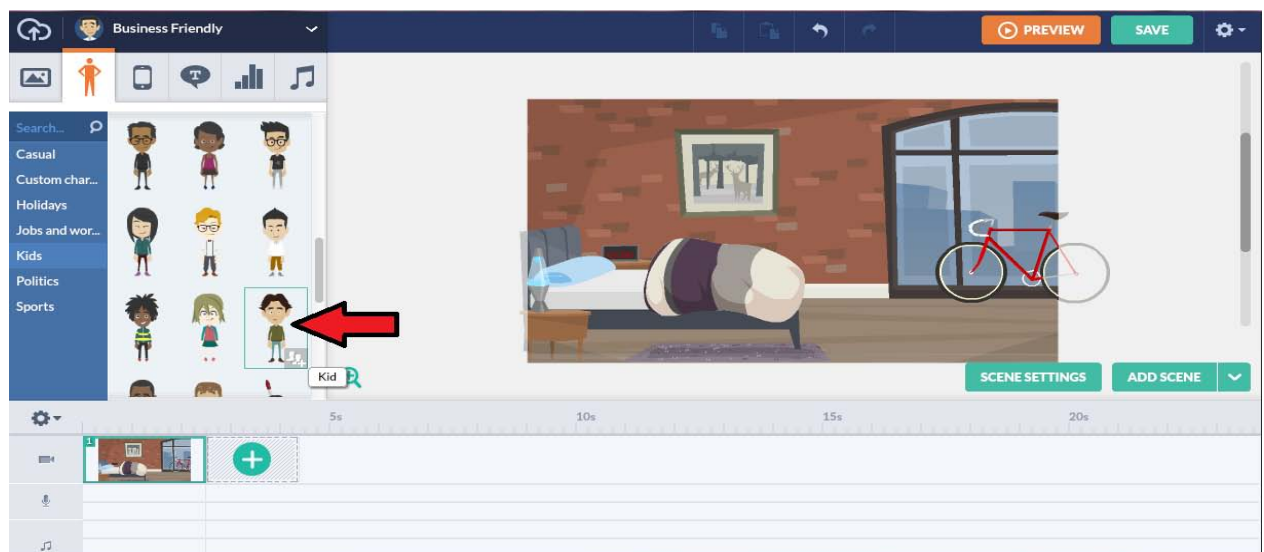 Business Friendly
PREVIEW
SAVE
T
Search...
Casual
Custom char...
Holidays
Jobs and wor...
Kids
Politics
Sports
Kid
SCENE SETTINGS
ADD SCENE
5s
10s
15s
20s
1